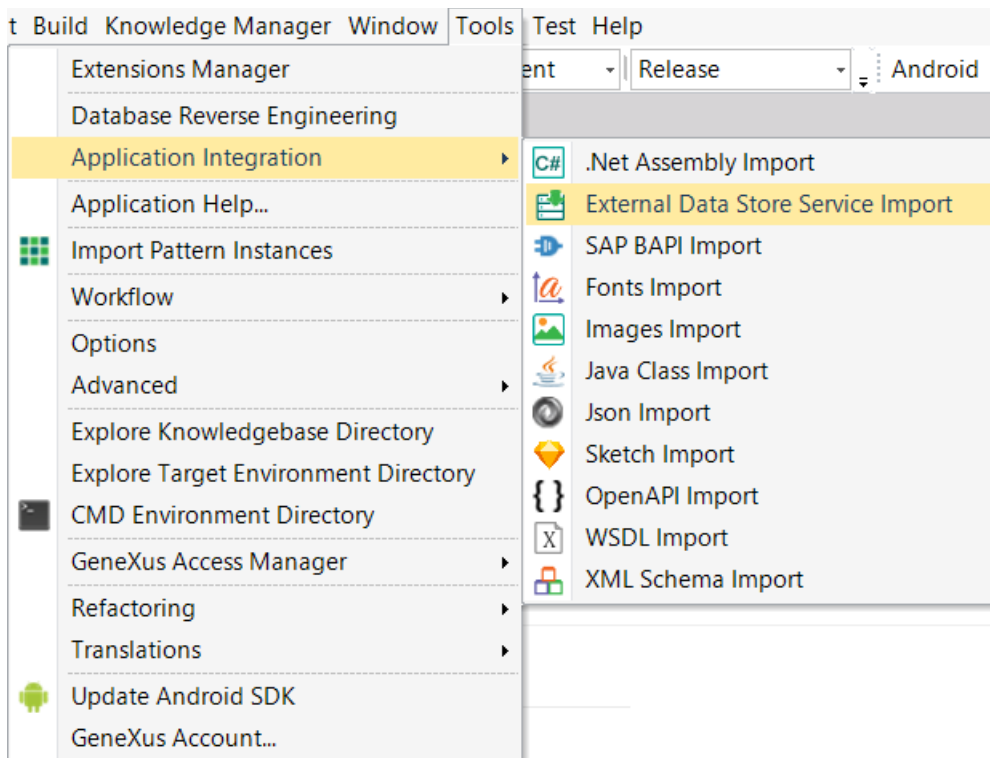 t Build Knowledge Manager Window Tools Test Help
ent Release Android
Extensions Manager
Database Reverse Engineering
Application Integration
Application Help...
Import Pattern Instances
Workflow
Options
Advanced
Explore Knowledgebase Directory
Explore Target Environment Directory
CMD Environment Directory
GeneXus Access Manager
Refactoring
Translations
Update Android SDK
GeneXus Account...
C# .Net Assembly Import
External Data Store Service Import
SAP BAPI Import
a Fonts Import
Images Import
Java Class Import
Json Import
Sketch Import
{ } OpenAPI Import
X WSDL Import
XML Schema Import